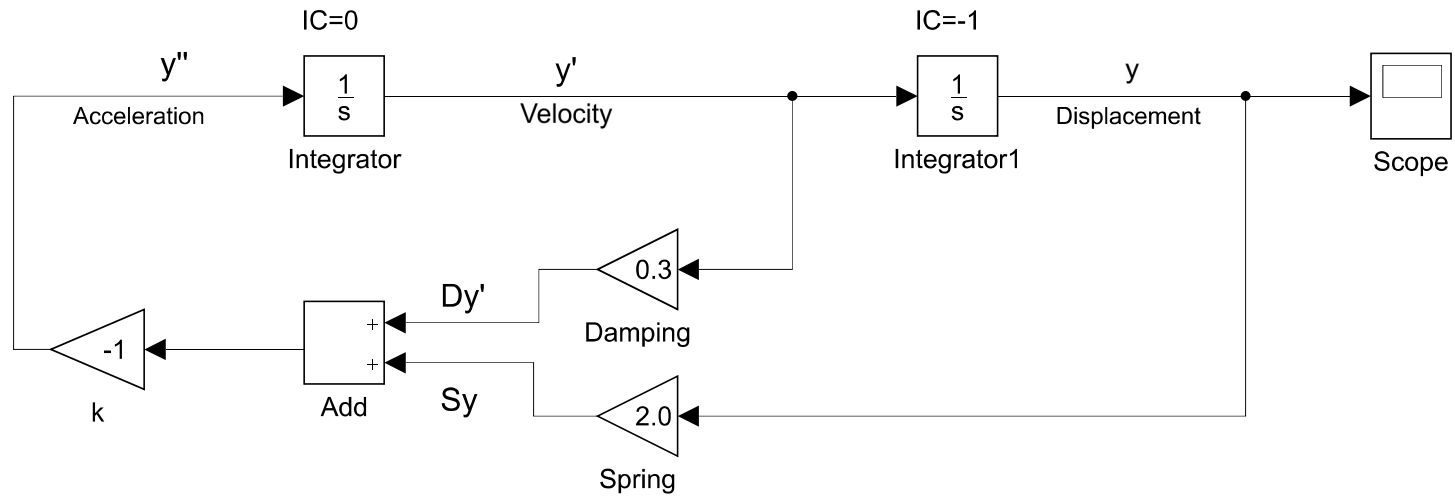 IC=0
IC=-1
y''
y'
y
1
s
1
s
Acceleration
Velocity
Displacement
Integrator
Integrator1
Scope
0.3
Dy'
+
Damping
-1
+
Sy
Add
k
2.0
Spring